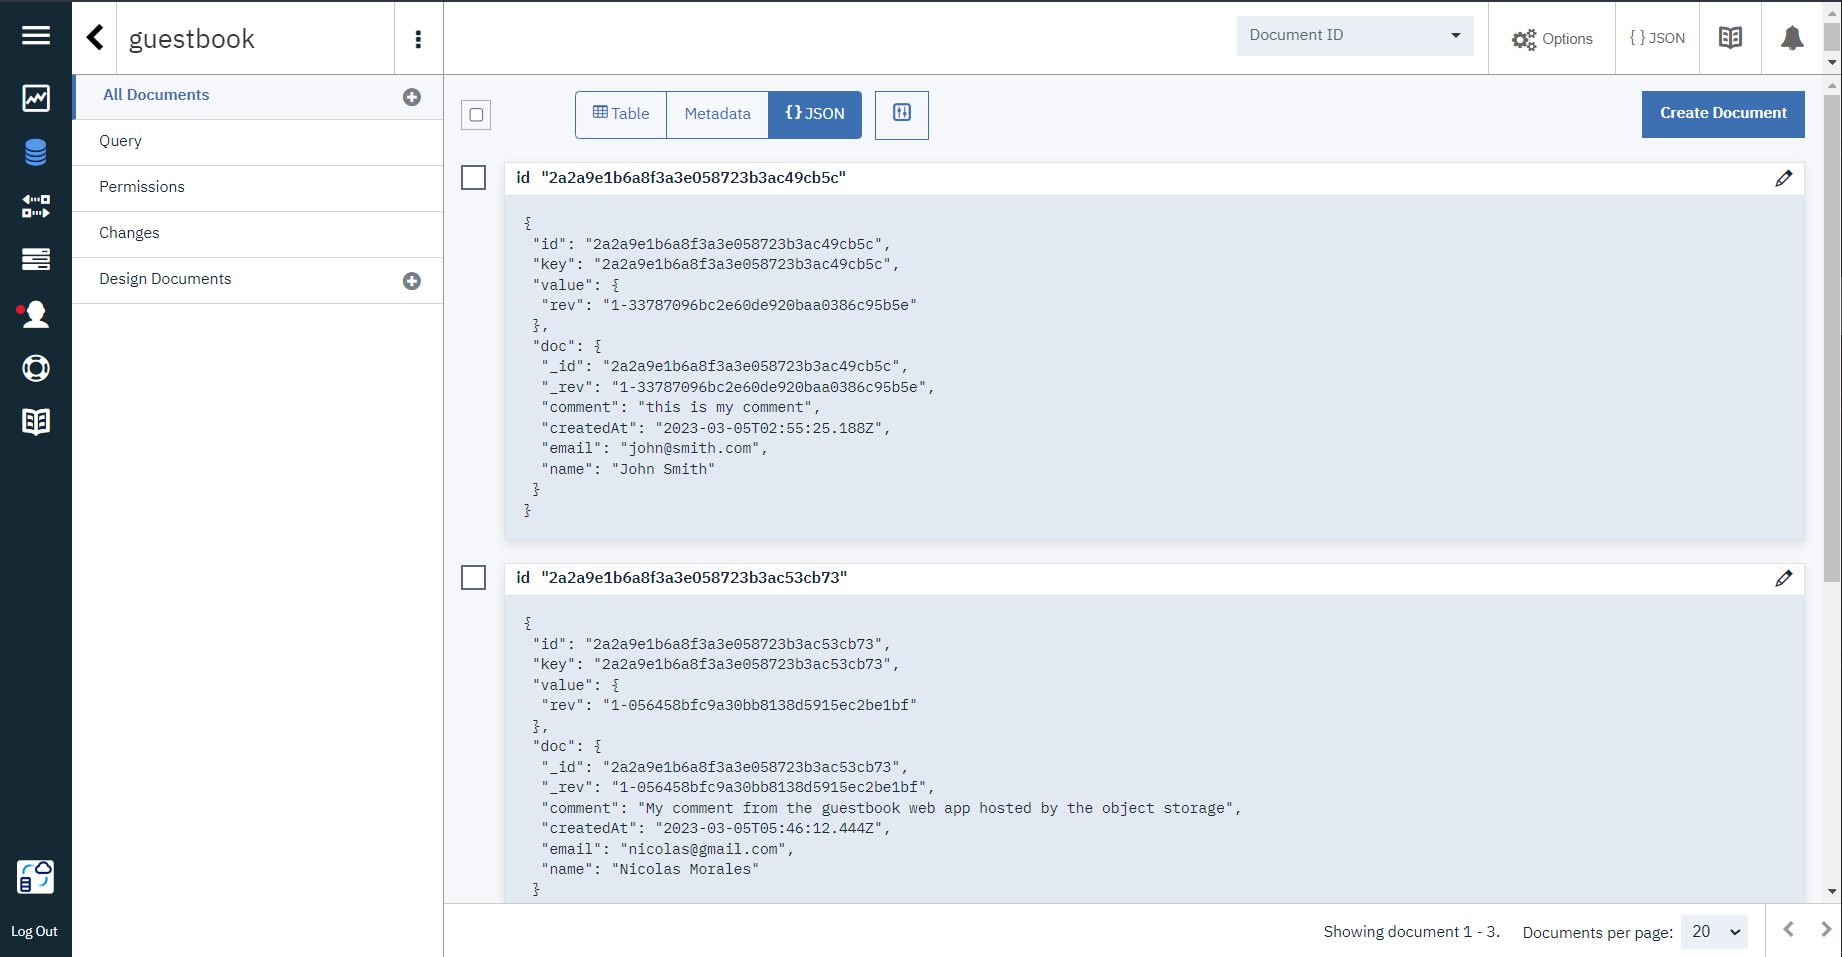 guestbook
Document ID
Options
{ } JSON
All Documents
Query
Permissions
Changes
Design Documents
Log Out
Table
Metadata
{} JSON
Create Document
id "2a2a9e1b6a8f3a3e058723b3ac49cb5c"
{
"id": "2a2a9e1b6a8f3a3e058723b3ac49cb5c",
"key": "2a2a9e1b6a8f3a3e058723b3ac49cb5c",
"value": {
"rev": "1-33787096bc2e60de920baa0386c95b5e"
},
"doc": {
"_id": "2a2a9e1b6a8f3a3e058723b3ac49cb5c",
"_rev": "1-33787096bc2e60de920baa0386c95b5e",
"comment": "this is my comment",
"createdAt": "2023-03-05T02:55:25.188Z",
"email": "john@smith.com",
"name": "John Smith"
}
}
id "2a2a9e1b6a8f3a3e058723b3ac53cb73"
{
"id": "2a2a9e1b6a8f3a3e058723b3ac53cb73",
"key": "2a2a9e1b6a8f3a3e058723b3ac53cb73",
"value": {
"rev": "1-056458bfc9a30bb8138d5915ec2be1bf"
},
"doc": {
"_id": "2a2a9e1b6a8f3a3e058723b3ac53cb73",
"_rev": "1-056458bfc9a30bb8138d5915ec2be1bf",
"comment": "My comment from the guestbook web app hosted by the object storage",
"createdAt": "2023-03-05T05:46:12.444Z",
"email": "nicolas@gmail.com",
"name": "Nicolas Morales"
}
Showing document 1 - 3.
Documents per page: 20